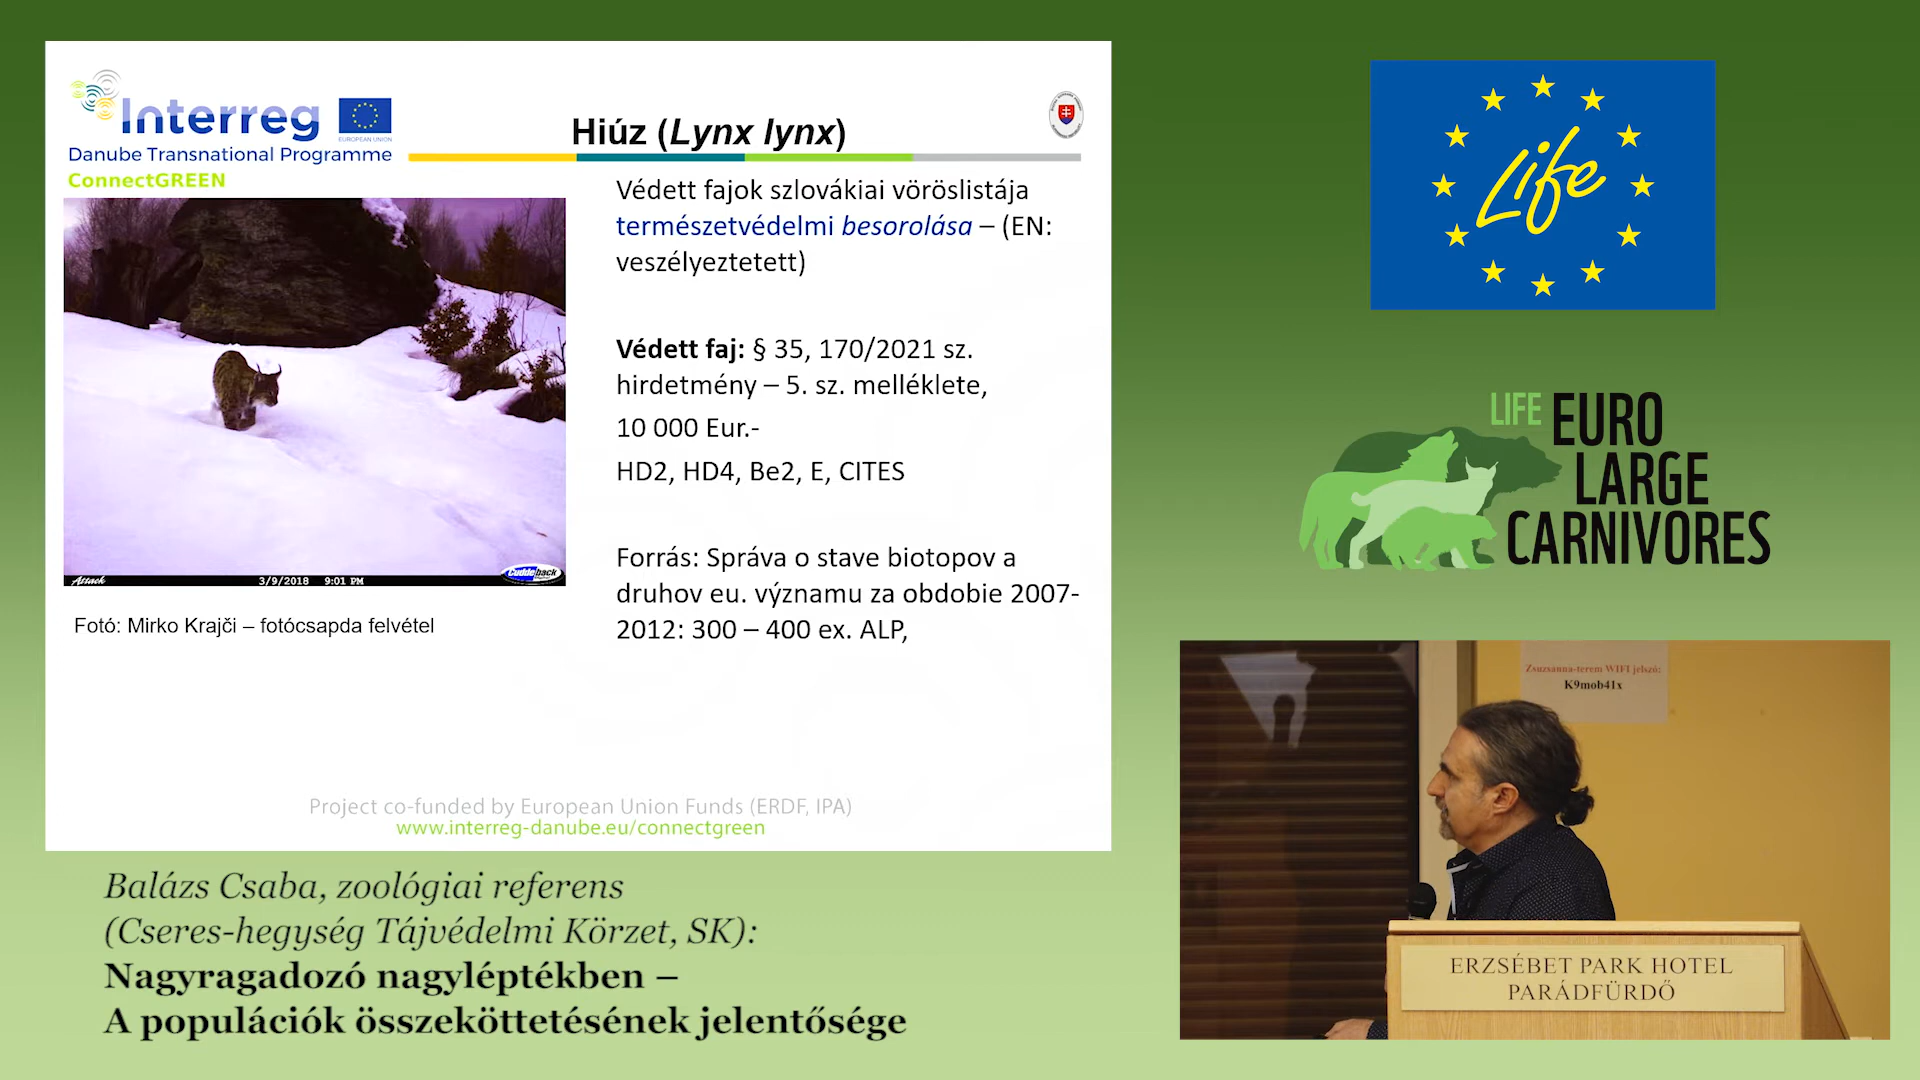 Interreg
EUROPEAN UNION
Danube Transnational Programme
ConnectGREEN
Hiúz (Lynx lynx)
Védett fajok szlovákiai vöröslistája
természetvédelmi besorolása – (EN:
veszélyeztetett)
Védett faj: § 35, 170/2021 sz.
hirdetmény – 5. sz. melléklete,
10 000 Eur.-
HD2, HD4, Be2, E, CITES
Forrás: Správa o stave biotopov a
druhov eu. významu za obdobie 2007-
2012: 300 – 400 ex. ALP,
Attack 3/9/2018 9:01 PM Cuddeback
Fotó: Mirko Krajči – fotócsapda felvétel
Project co-funded by European Union Funds (ERDF, IPA)
www.interreg-danube.eu/connectgreen
Balázs Csaba, zoológiai referens
(Cseres-hegység Tájvédelmi Körzet, SK):
Nagyragadozó nagyléptékben –
A populációk összeköttetésének jelentősége
Life
LIFE EURO
LARGE
CARNIVORES
Zsuzsanna-terem WIFI jelszó:
K9mob41x
ERZSÉBET PARK HOTEL
PARÁDFÜRDŐ